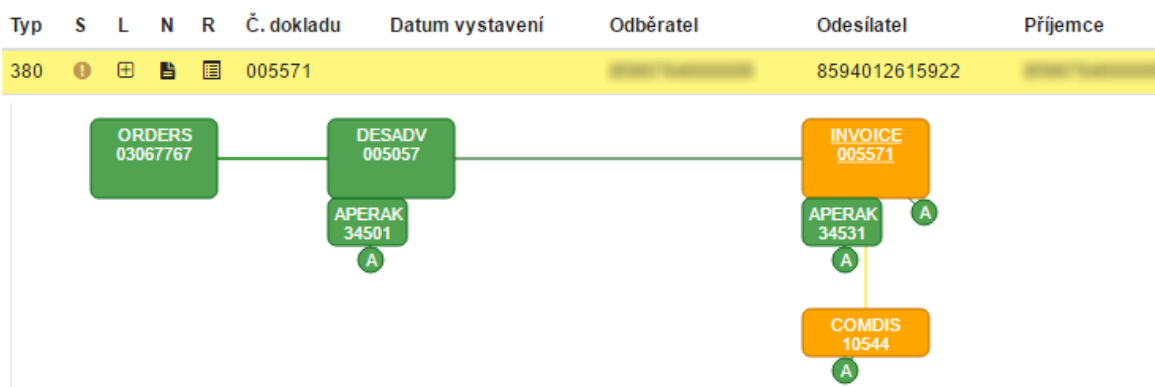 Typ S L N R Č. dokladu Datum vystavení Odběratel Odesílatel Příjemce
380 005571 8594012615922
ORDERS
03067767
DESADV
005057
INVOICE
005571
APERAK
34501
A
APERAK
34531
A
A
COMDIS
10544
A